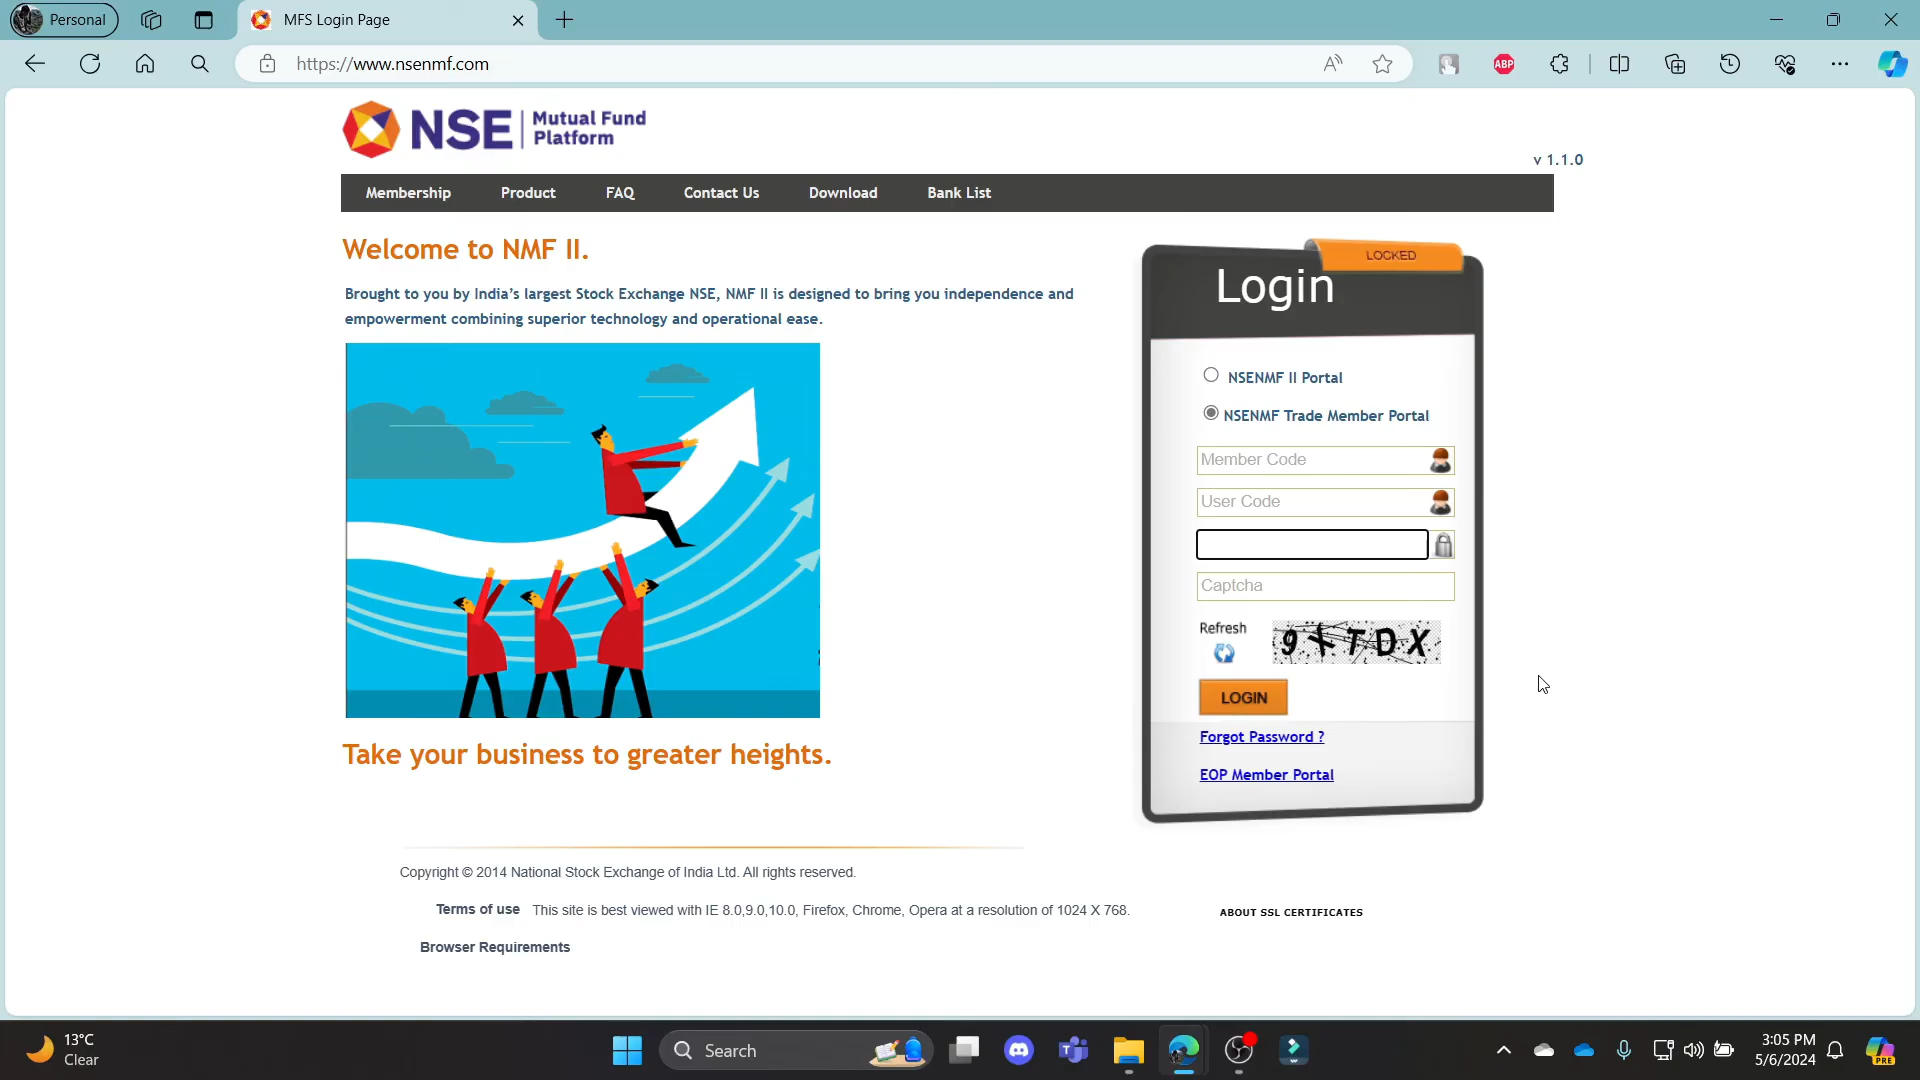 Personal
MFS Login Page
https://www.nsenmf.com
ABP
NSE
Mutual Fund
Platform
v 1.1.0
Membership
Product
FAQ
Contact Us
Download
Bank List
Welcome to NMF II.
Brought to you by India’s largest Stock Exchange NSE, NMF II is designed to bring you independence and
empowerment combining superior technology and operational ease.
Take your business to greater heights.
LOCKED
Login
NSENMF II Portal
NSENMF Trade Member Portal
Member Code
User Code
Captcha
Refresh
TDX
LOGIN
Forgot Password ?
EOP Member Portal
Copyright © 2014 National Stock Exchange of India Ltd. All rights reserved.
Terms of use This site is best viewed with IE 8.0,9.0,10.0, Firefox, Chrome, Opera at a resolution of 1024 X 768.
ABOUT SSL CERTIFICATES
Browser Requirements
13°C
Clear
Search
3:05 PM
5/6/2024
PRE